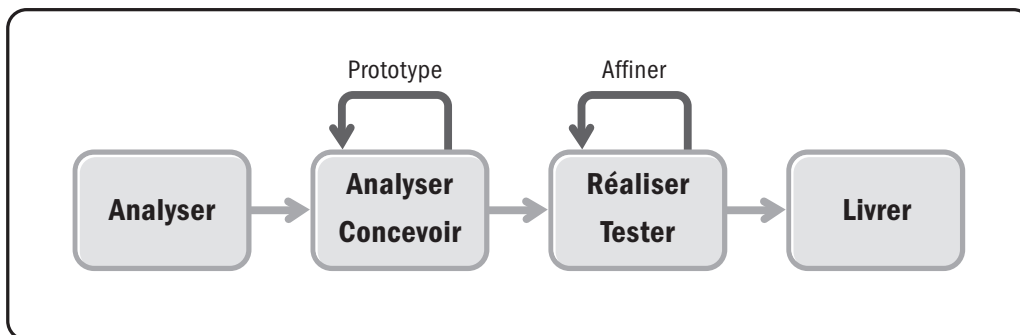 Prototype
Affiner
Analyser
Analyser
Concevoir
Réaliser
Tester
Livrer